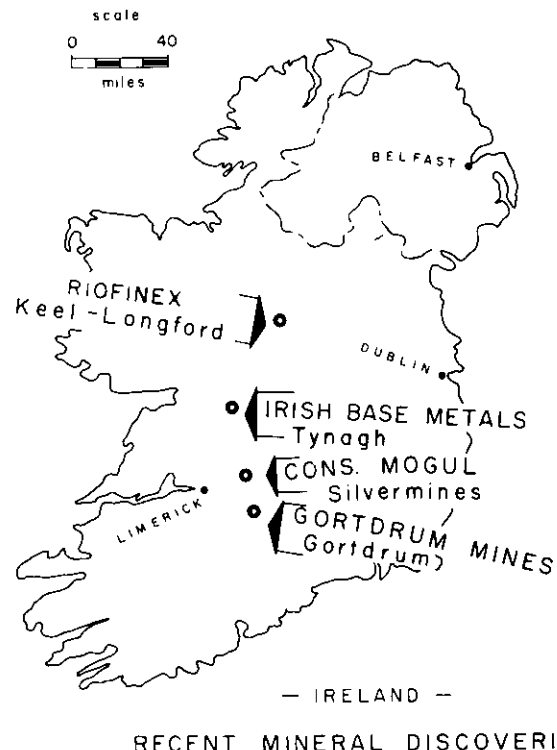 scale
0 40
miles
BELFAST
RIOFINEX
Keel-Longford
DUBLIN
IRISH BASE METALS
Tynagh
CONS. MOGUL
Silvermines
LIMERICK
GORTDRUM MINES
Gortdrum
— IRELAND —
RECENT MINERAL DISCOVERI